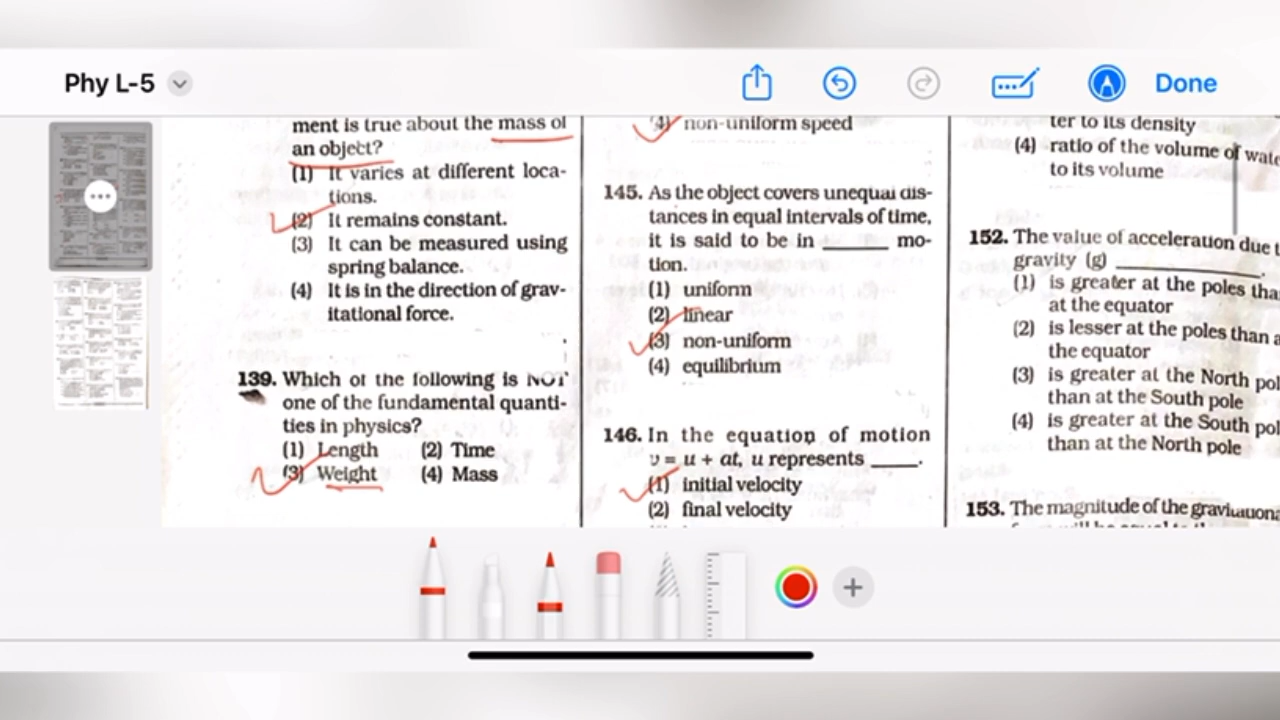 Phy L-5
Done
ment is true about the mass of
an object?
(1) It varies at different loca-
tions.
(2) It remains constant.
(3) It can be measured using
spring balance.
(4) It is in the direction of grav-
itational force.
139. Which of the following is NOT
one of the fundamental quanti-
ties in physics?
(1) Length (2) Time
(3) Weight (4) Mass
(4) non-uniform speed
145. As the object covers unequal dis-
tances in equal intervals of time,
it is said to be in ______ mo-
tion.
(1) uniform
(2) linear
(3) non-uniform
(4) equilibrium
146. In the equation of motion
v = u + at, u represents ____.
(1) initial velocity
(2) final velocity
ter to its density
(4) ratio of the volume of wate
to its volume
152. The value of acceleration due t
gravity (g) ____________.
(1) is greater at the poles tha
at the equator
(2) is lesser at the poles than a
the equator
(3) is greater at the North pol
than at the South pole
(4) is greater at the South pol
than at the North pole
153. The magnitude of the gravitationa